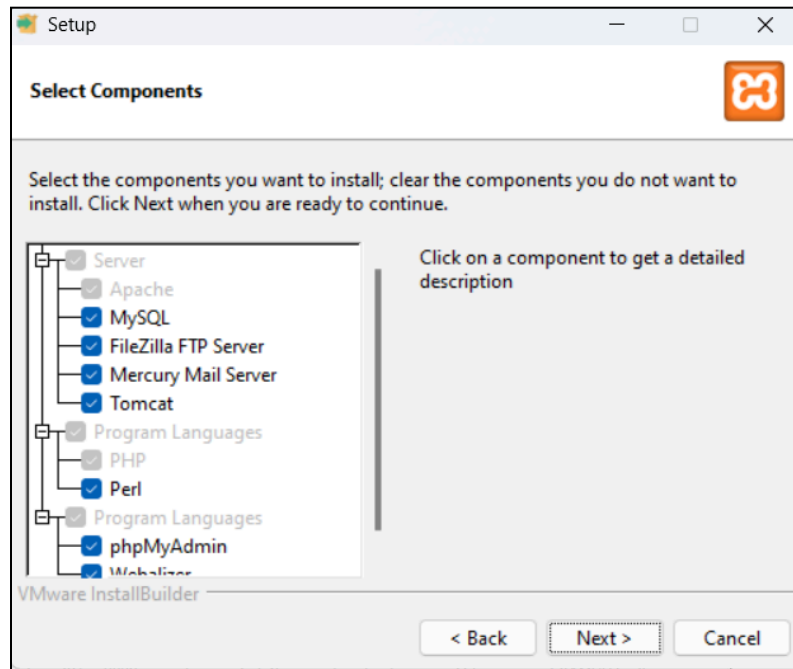 Setup
Select Components
Select the components you want to install; clear the components you do not want to
install. Click Next when you are ready to continue.
Server
Apache
MySQL
FileZilla FTP Server
Mercury Mail Server
Tomcat
Program Languages
PHP
Perl
Program Languages
phpMyAdmin
Webalizer
Click on a component to get a detailed
description
VMware InstallBuilder
< Back
Next >
Cancel